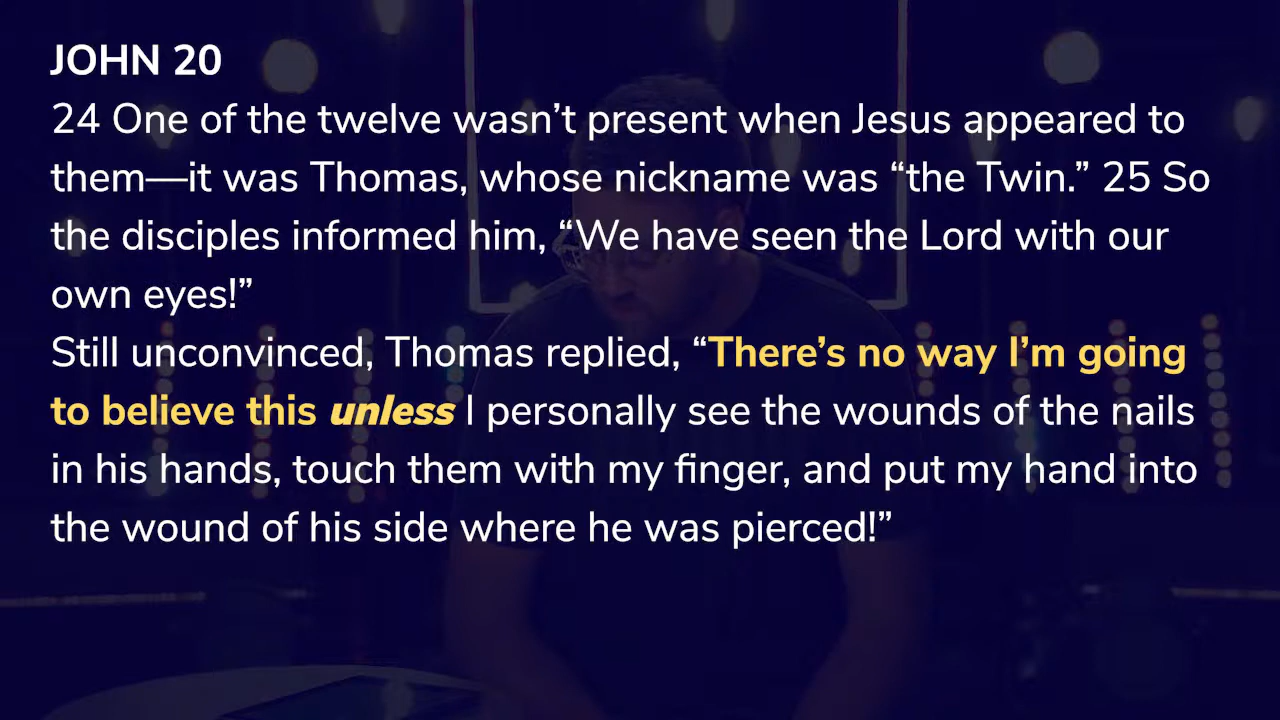 JOHN 20
24 One of the twelve wasn’t present when Jesus appeared to
them—it was Thomas, whose nickname was “the Twin.” 25 So
the disciples informed him, “We have seen the Lord with our
own eyes!”
Still unconvinced, Thomas replied, “There’s no way I’m going
to believe this unless I personally see the wounds of the nails
in his hands, touch them with my finger, and put my hand into
the wound of his side where he was pierced!”